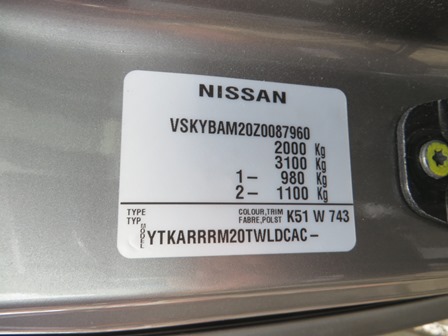 NISSAN
VSKYBAM20Z0087960
2000 Kg
3100 Kg
1— 980 Kg
2— 1100 Kg
TYPE COLOUR,TRIM
TYP FABRE,POLST K51 W 743
MODEL YTKARRRM20TWLDCAC—